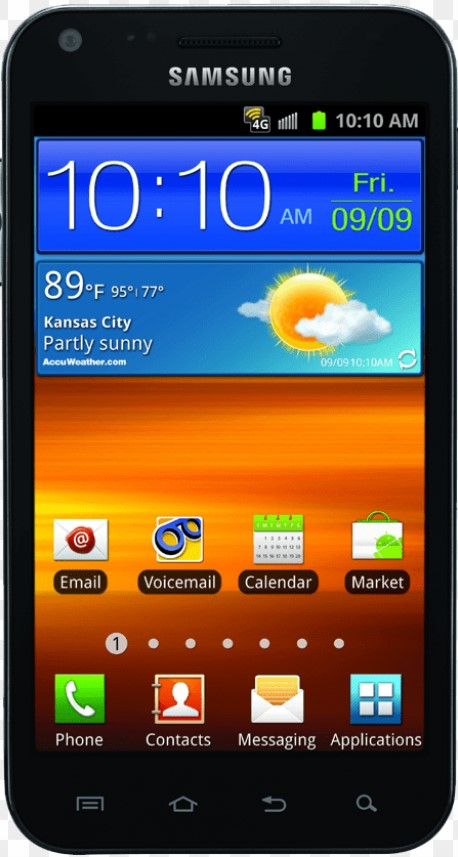 SAMSUNG
4G 10:10 AM
10:10 AM
Fri.
09/09
89°F 95°|77°
Kansas City
Partly sunny
AccuWeather.com
09/09 10:10AM
@
Email Voicemail Calendar Market
1
Phone Contacts Messaging Applications